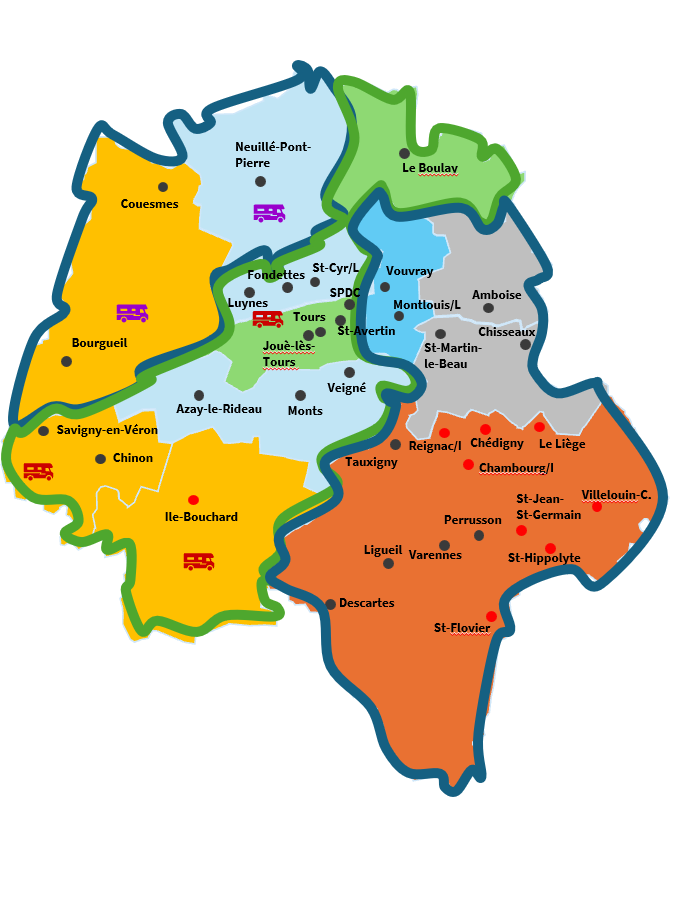 Neuillé-Pont-
Pierre
Le Boulay
Couesmes
Fondettes
St-Cyr/L
Vouvray
Luynes
SPDC
Amboise
Montlouis/L
Tours
St-Avertin
Chisseaux
Bourgueil
Jouè-lès-
Tours
St-Martin-
le-Beau
Veigné
Azay-le-Rideau
Monts
Savigny-en-Véron
Chinon
Tauxigny
Reignac/I
Chédigny
Le Liège
Chambourg/I
Villelouin-C.
St-Jean-
St-Germain
Ile-Bouchard
Perrusson
Ligueil
Varennes
St-Hippolyte
Descartes
St-Flovier